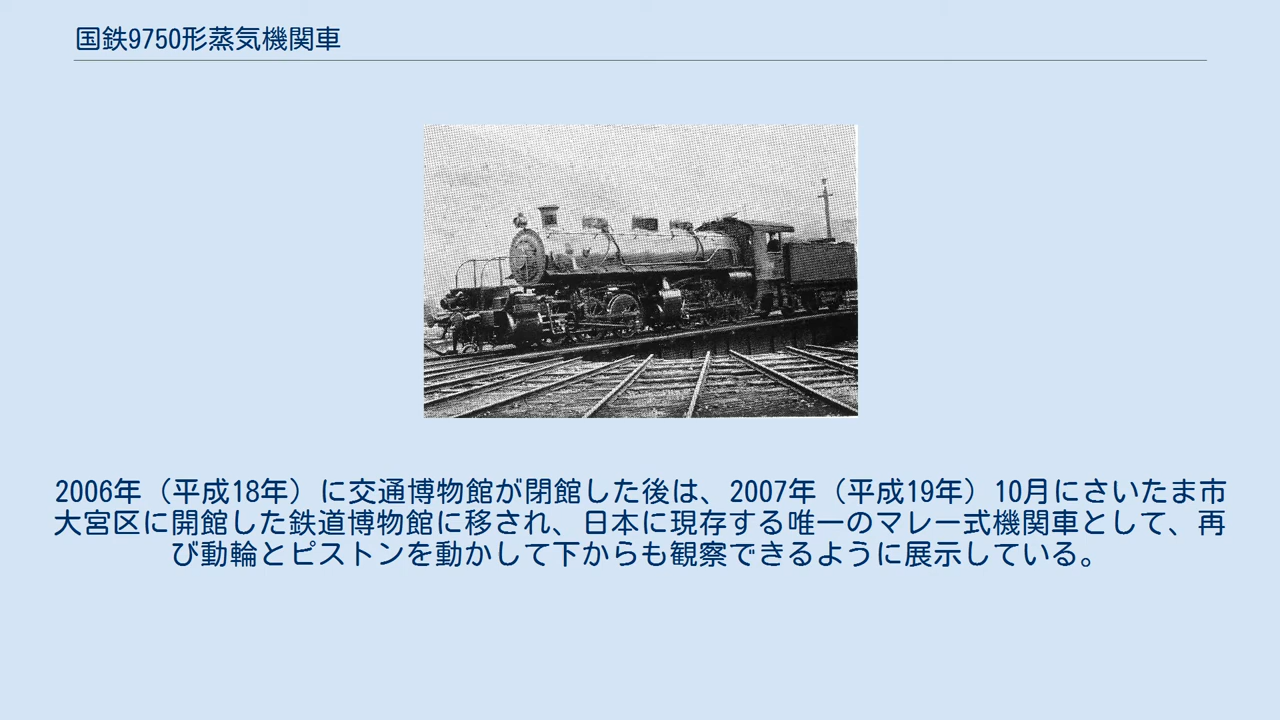 国鉄9750形蒸気機関車
2006年（平成18年）に交通博物館が閉館した後は、2007年（平成19年）10月にさいたま市
大宮区に開館した鉄道博物館に移され、日本に現存する唯一のマレー式機関車として、再
び動輪とピストンを動かして下からも観察できるように展示している。